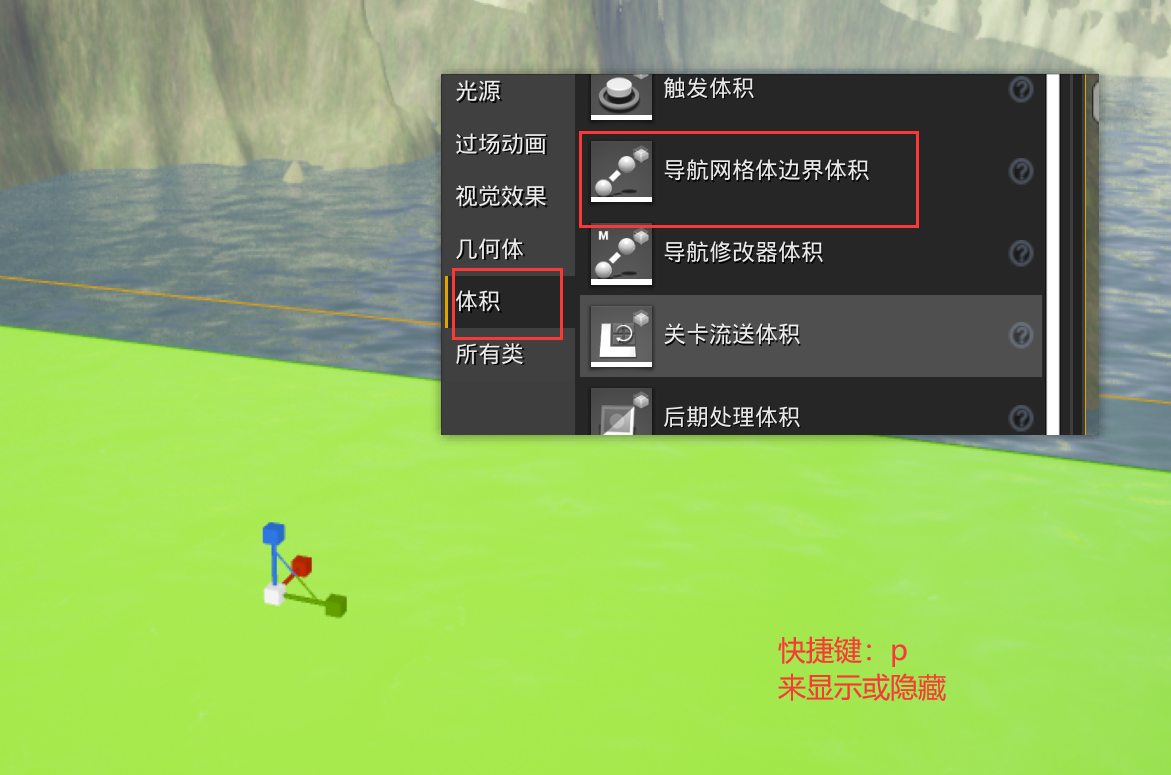 光源
过场动画
视觉效果
几何体
体积
所有类
触发体积
导航网格体边界体积
M
导航修改器体积
关卡流送体积
后期处理体积
快捷键：p
来显示或隐藏